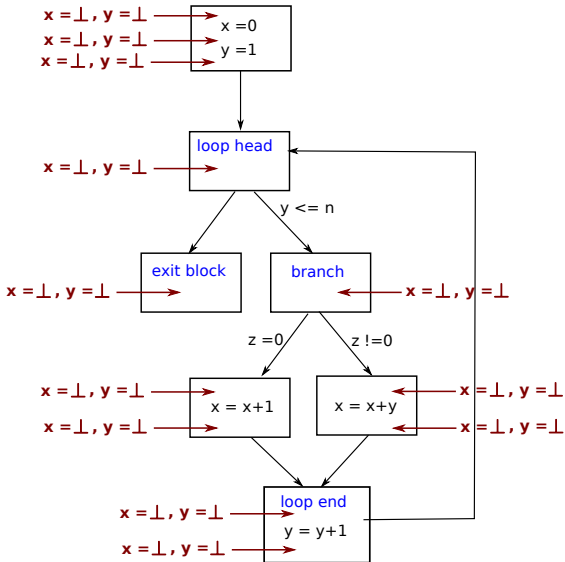 x =⊥, y =⊥
x =0
x =⊥, y =⊥
y =1
x =⊥, y =⊥
loop head
x =⊥, y =⊥
y <= n
exit block
branch
x =⊥, y =⊥
x =⊥, y =⊥
z =0
z !=0
x =⊥, y =⊥
x =⊥, y =⊥
x = x+1
x = x+y
x =⊥, y =⊥
x =⊥, y =⊥
loop end
x =⊥, y =⊥
y = y+1
x =⊥, y =⊥